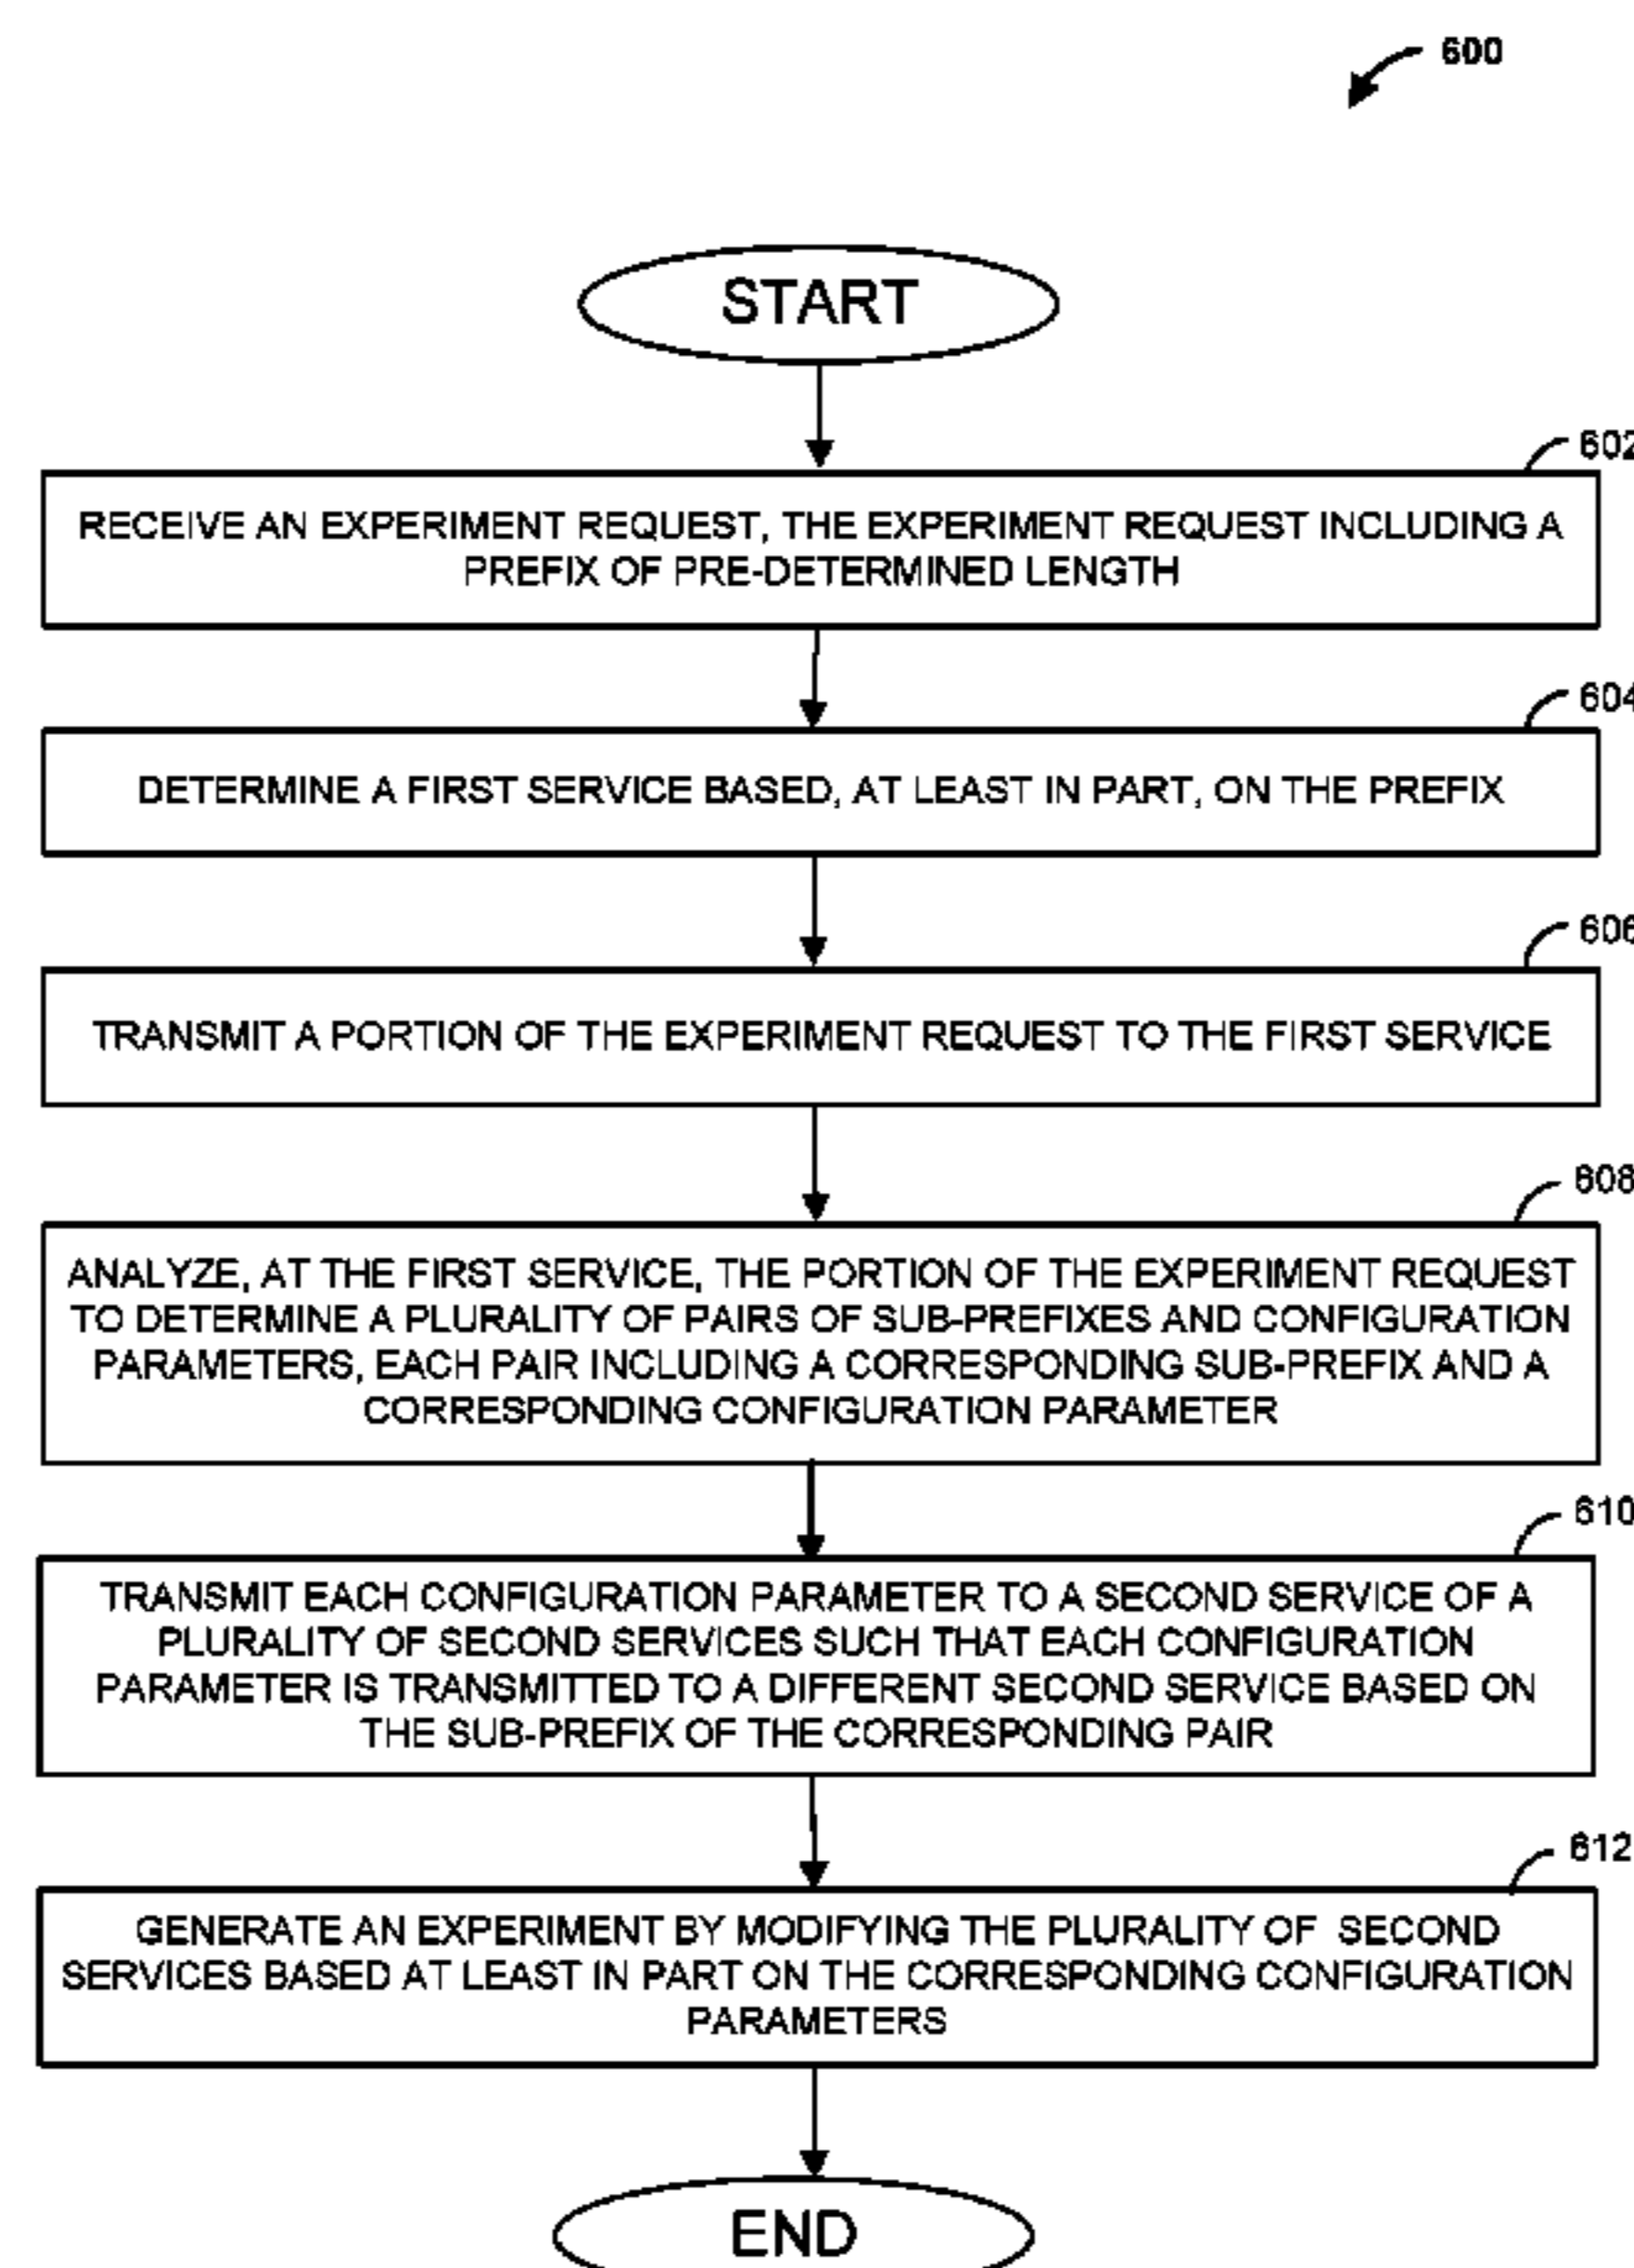 600
START
602
RECEIVE AN EXPERIMENT REQUEST, THE EXPERIMENT REQUEST INCLUDING A
PREFIX OF PRE-DETERMINED LENGTH
604
DETERMINE A FIRST SERVICE BASED, AT LEAST IN PART, ON THE PREFIX
606
TRANSMIT A PORTION OF THE EXPERIMENT REQUEST TO THE FIRST SERVICE
608
ANALYZE, AT THE FIRST SERVICE, THE PORTION OF THE EXPERIMENT REQUEST
TO DETERMINE A PLURALITY OF PAIRS OF SUB-PREFIXES AND CONFIGURATION
PARAMETERS, EACH PAIR INCLUDING A CORRESPONDING SUB-PREFIX AND A
CORRESPONDING CONFIGURATION PARAMETER
610
TRANSMIT EACH CONFIGURATION PARAMETER TO A SECOND SERVICE OF A
PLURALITY OF SECOND SERVICES SUCH THAT EACH CONFIGURATION
PARAMETER IS TRANSMITTED TO A DIFFERENT SECOND SERVICE BASED ON
THE SUB-PREFIX OF THE CORRESPONDING PAIR
612
GENERATE AN EXPERIMENT BY MODIFYING THE PLURALITY OF SECOND
SERVICES BASED AT LEAST IN PART ON THE CORRESPONDING CONFIGURATION
PARAMETERS
END